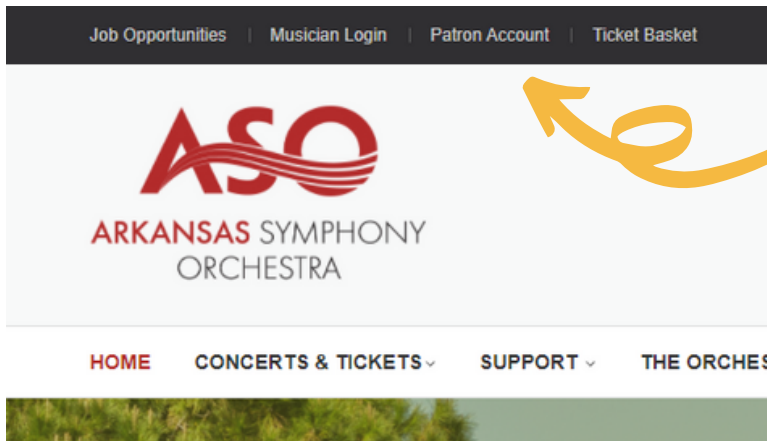 Job Opportunities | Musician Login | Patron Account | Ticket Basket
ASO
ARKANSAS SYMPHONY
ORCHESTRA
HOME CONCERTS & TICKETS SUPPORT THE ORCHES